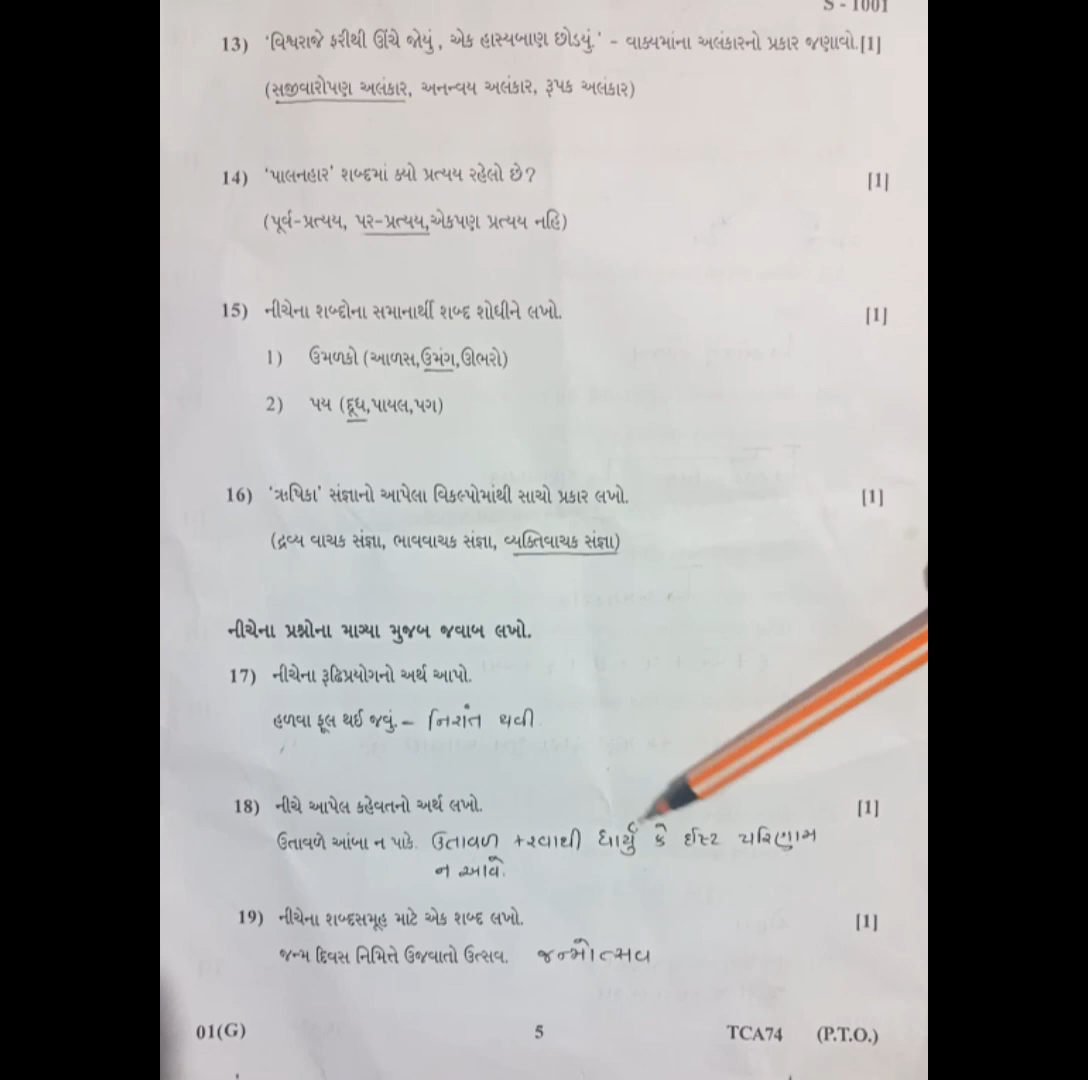 S - 1001
13) 'વિશ્વરાજે ફરીથી ઊંચે જોયું , એક હાસ્યબાણ છોડયું.' - વાક્યમાંના અલંકારનો પ્રકાર જણાવો.[1]
(સજીવારોપણ અલંકાર, અનન્વય અલંકાર, રૂપક અલંકાર)
14) 'પાલનહાર' શબ્દમાં ક્યો પ્રત્યય રહેલો છે? [1]
(પૂર્વ-પ્રત્યય, પર-પ્રત્યય,એકપણ પ્રત્યય નહિ)
15) નીચેના શબ્દોના સમાનાર્થી શબ્દ શોધીને લખો. [1]
1) ઉમળકો (આળસ,ઉમંગ,ઊભરો)
2) પય (દૂધ,પાયલ,પગ)
16) 'ઋષિકા' સંજ્ઞાનો આપેલા વિકલ્પોમાંથી સાચો પ્રકાર લખો. [1]
(દ્રવ્ય વાચક સંજ્ઞા, ભાવવાચક સંજ્ઞા, વ્યક્તિવાચક સંજ્ઞા)
નીચેના પ્રશ્નોના માગ્યા મુજબ જવાબ લખો.
17) નીચેના રૂઢિપ્રયોગનો અર્થ આપો.
હળવા ફૂલ થઈ જવું. - નિરાંત થવી
18) નીચે આપેલ કહેવતનો અર્થ લખો. [1]
ઉતાવળે આંબા ન પાકે. ઉતાવળ કરવાથી ધાર્યું કે ઈષ્ટ પરિણામ
ન આવે.
19) નીચેના શબ્દસમૂહ માટે એક શબ્દ લખો. [1]
જન્મ દિવસ નિમિત્તે ઉજવાતો ઉત્સવ. જન્મોત્સવ
01(G) 5 TCA74 (P.T.O.)